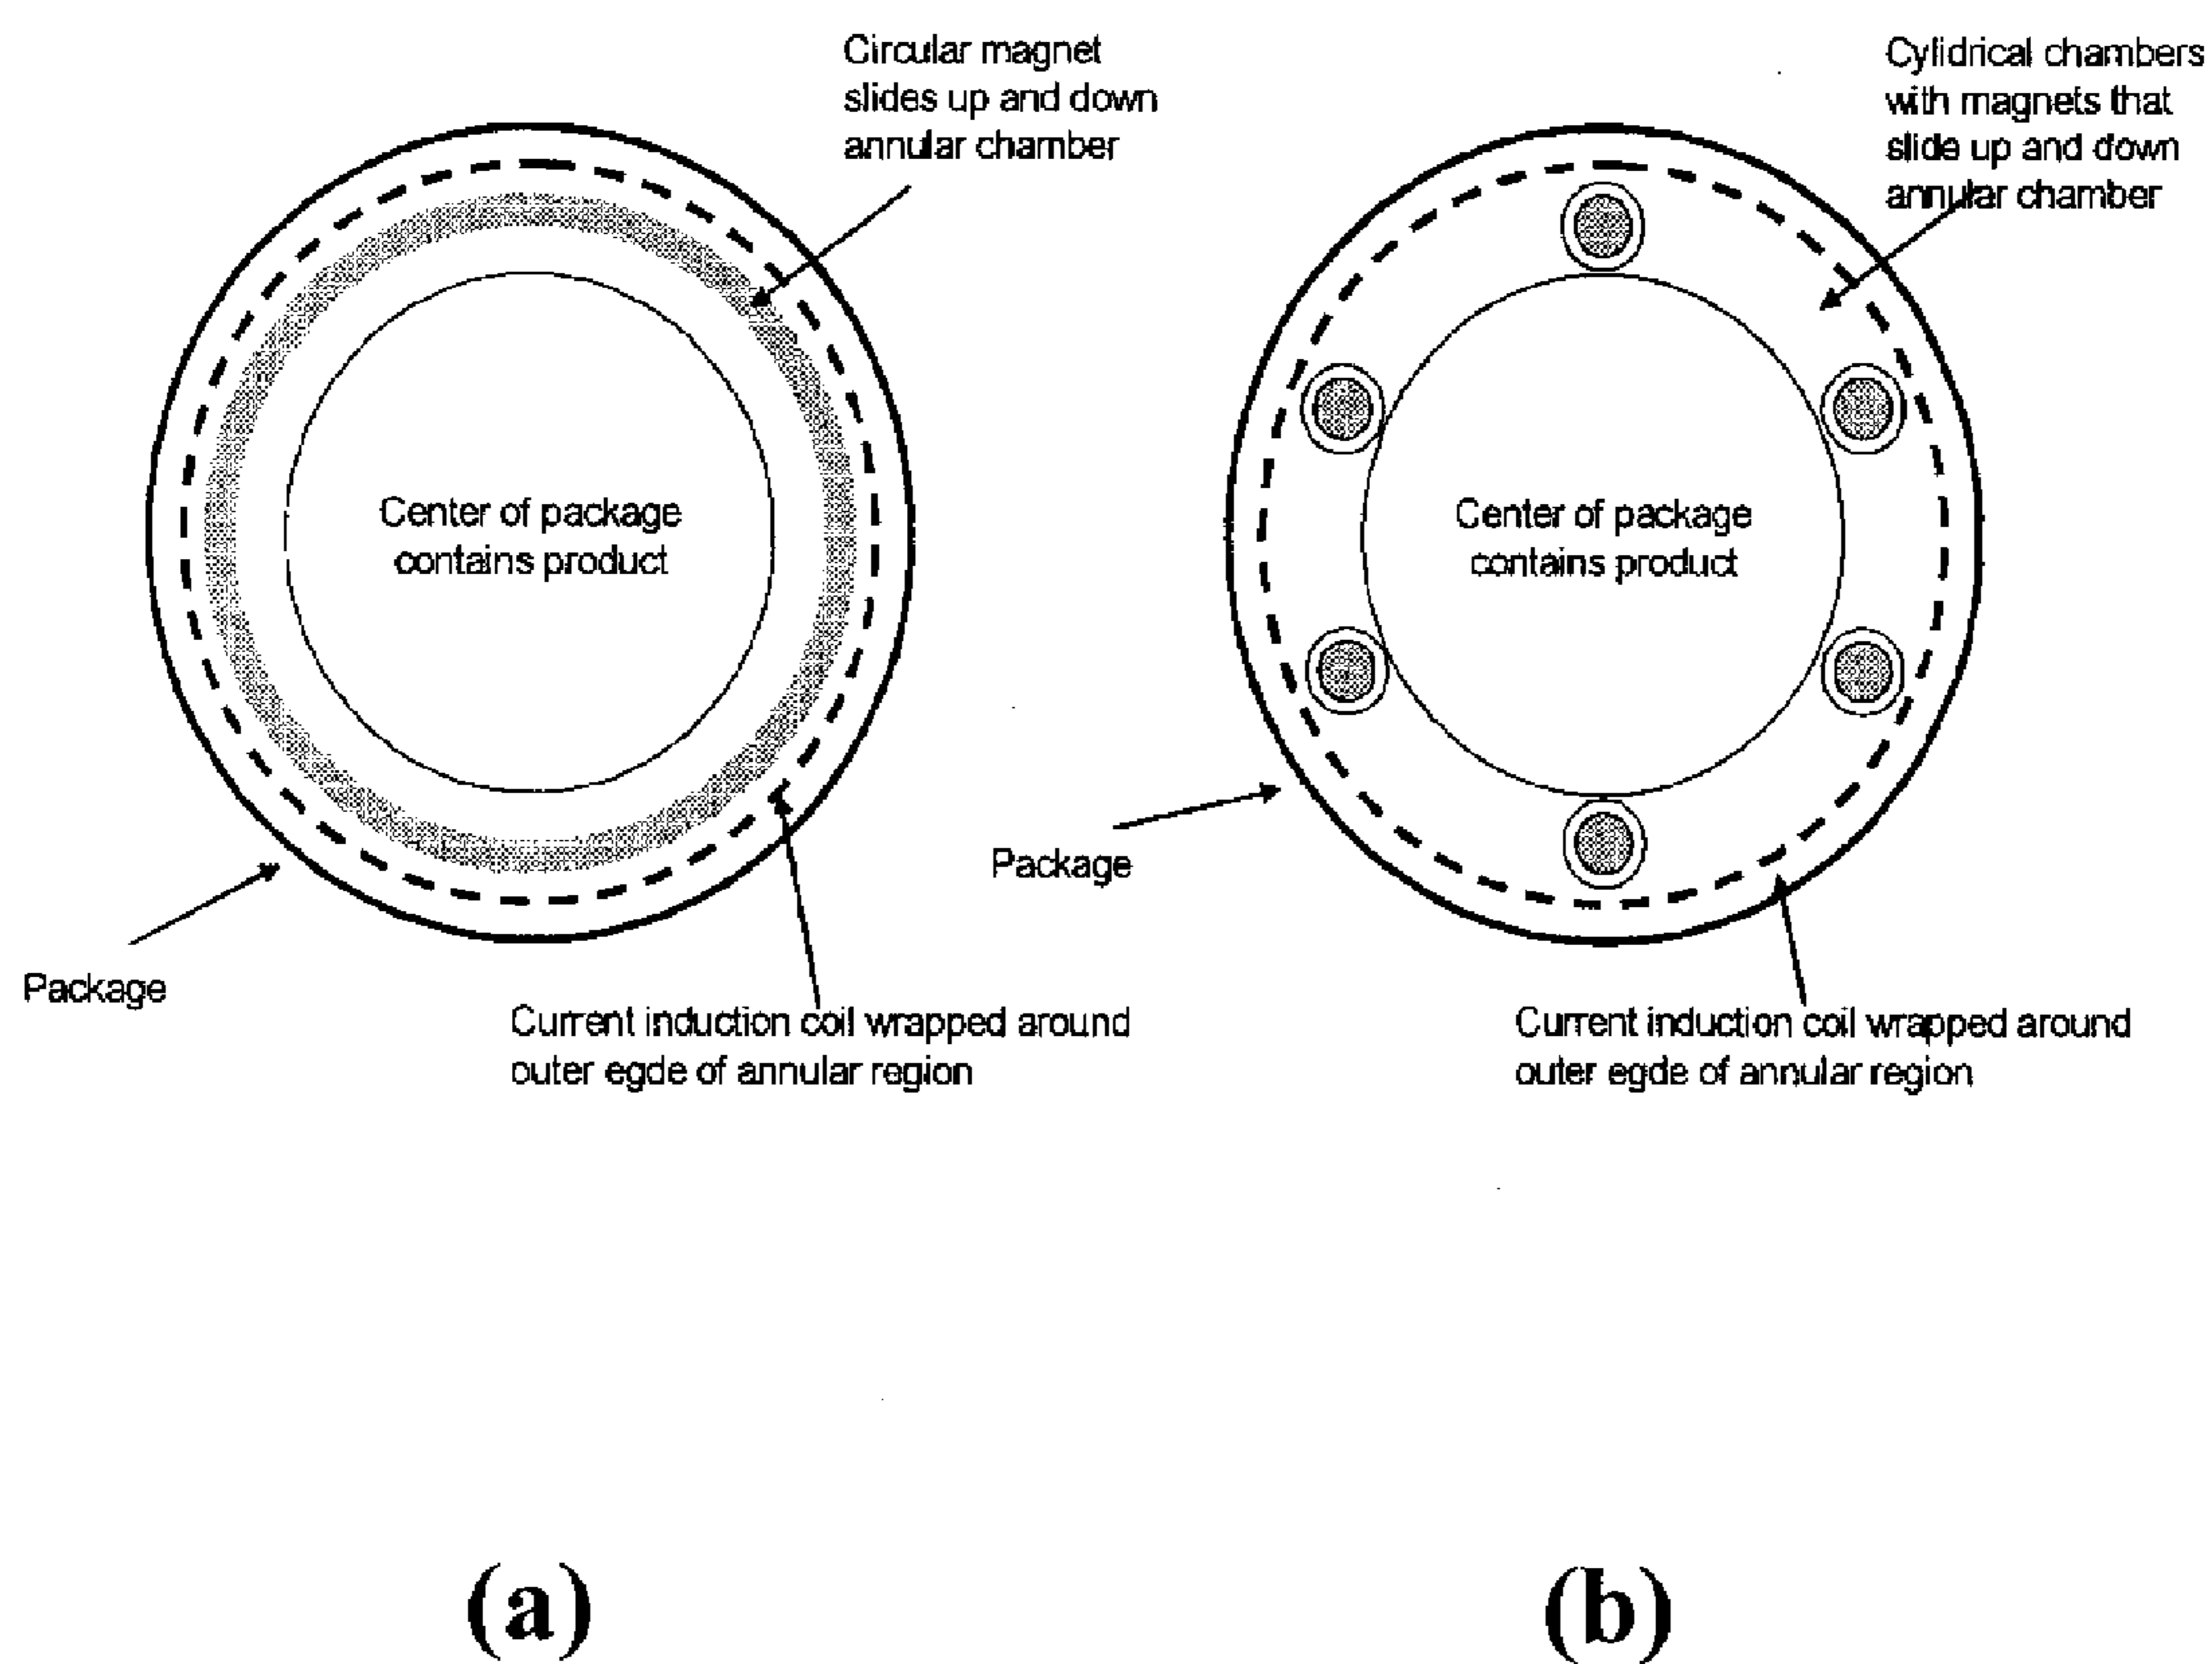 Circular magnet
slides up and down
annular chamber
Center of package
contains product
Package
Current induction coil wrapped around
outer egde of annular region
(a)
Cylidrical chambers
with magnets that
slide up and down
annular chamber
Center of package
contains product
Package
Current induction coil wrapped around
outer egde of annular region
(b)